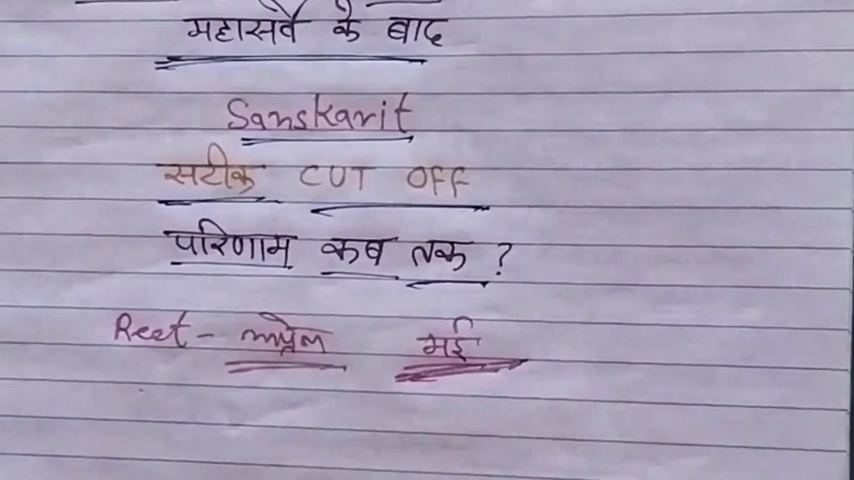 महासर्वे के बाद
Sanskarit
सटीक CUT OFF
परिणाम कब तक ?
Reet - अप्रैल मई